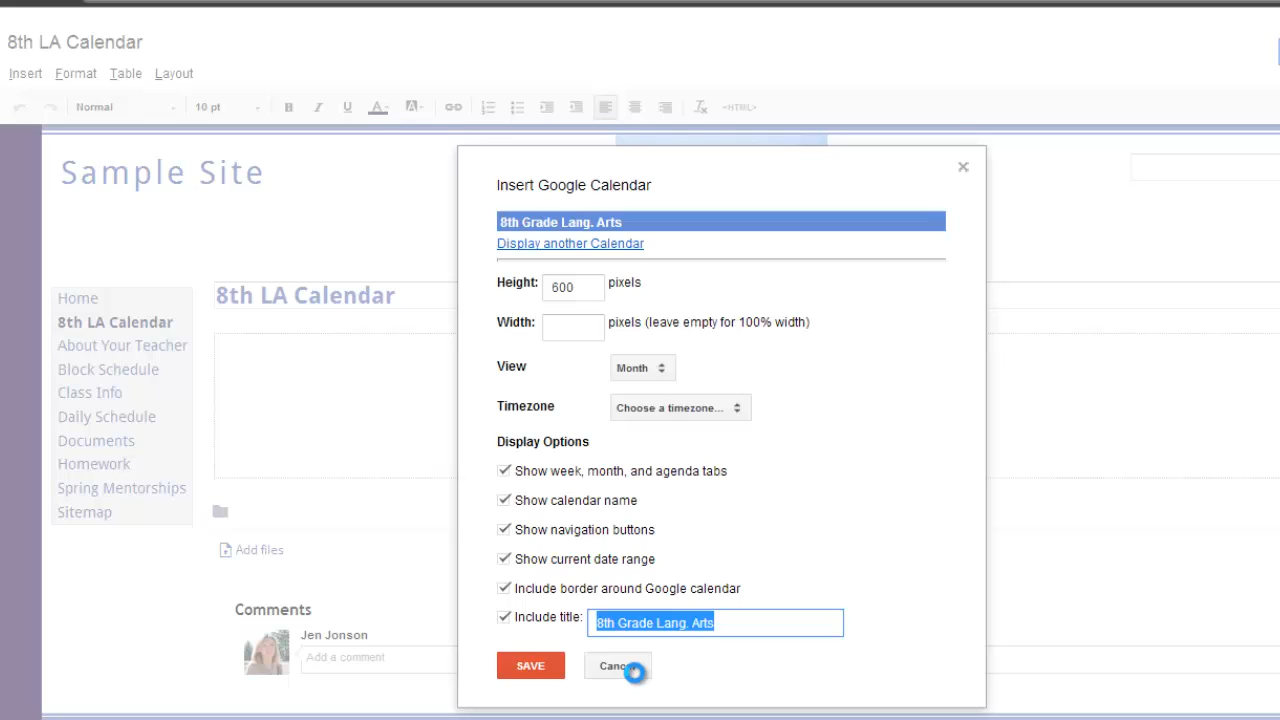 8th LA Calendar
Insert Format Table Layout
Normal 10 pt B I U A A <HTML>
Sample Site
Insert Google Calendar
8th Grade Lang. Arts
Display another Calendar
Height: 600 pixels
Width: pixels (leave empty for 100% width)
View Month
Timezone Choose a timezone...
Display Options
Show week, month, and agenda tabs
Show calendar name
Show navigation buttons
Show current date range
Include border around Google calendar
Include title: 8th Grade Lang. Arts
SAVE
8th LA Calendar
Home
8th LA Calendar
About Your Teacher
Block Schedule
Class Info
Daily Schedule
Documents
Homework
Spring Mentorships
Sitemap
Add files
Comments
Jen Jonson
Add a comment